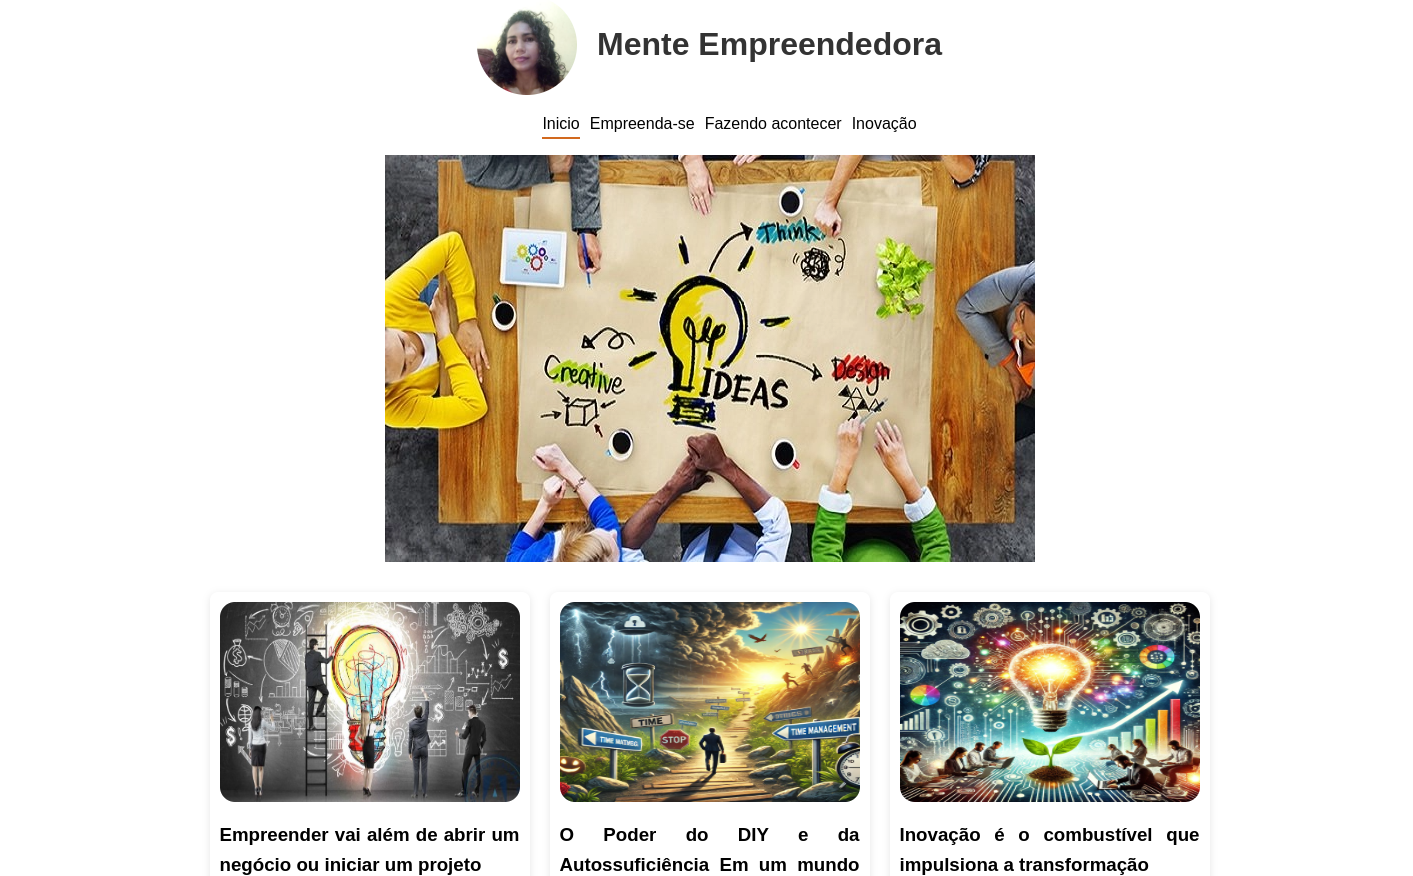 Mente Empreendedora
Inicio Empreenda-se Fazendo acontecer Inovação
Think
Creative
IDEAS
Design
TIME
STOP
TIME MANAGEMENT
Empreender vai além de abrir um
negócio ou iniciar um projeto
O Poder do DIY e da
Autossuficiência Em um mundo
Inovação é o combustível que
impulsiona a transformação